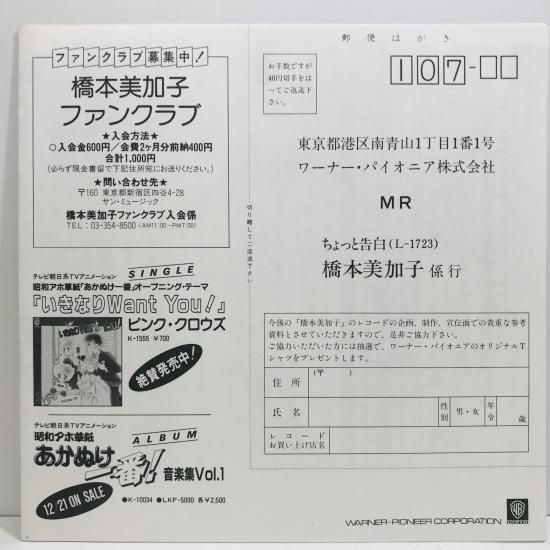 ファンクラブ募集中!
橋本美加子
ファンクラブ
★入会方法★
○入会金600円/会費2ヶ月分前納400円
合計1,000円
(必らず現金書留で下記住所宛にお送りください。)
★問い合わせ先★
〒160 東京都新宿区四谷4-28
サン・ミュージック
橋本美加子ファンクラブ入会係
TEL:03-354-8500(AM11:00~PM7:00)
テレビ朝日系TVアニメーション
SINGLE
昭和アホ草紙「あかぬけ一番」オープニング・テーマ
「いきなりWant You!」
ピンク・クロウズ
K-1555 ¥700
絶賛発売中!
テレビ朝日系TVアニメーション
ALBUM
昭和アホ草紙
あかぬけ一番!
音楽集Vol.1
12/21 ON SALE
●K-10034 ●LKF-5090 各¥2,500
切り離してご返送下さい
郵便はがき
お手数ですが
40円切手をは
ってご返送下
さい。
107-
東京都港区南青山1丁目1番1号
ワーナー・パイオニア株式会社
MR
ちょっと告白(L-1723)
橋本美加子 係 行
今後の「橋本美加子」のレコードの企画、制作、宣伝面での貴重な参考
資料とさせていただきますので、是非ご協力下さい。
ご協力いただいた方には抽選で、ワーナー・パイオニアのオリジナルT
シャツをプレゼントします。
住所
(〒 )
氏名
性別
男・女
年令
歳
レコード
お買い上げ店名
WARNER-PIONEER CORPORATION
PIONEER